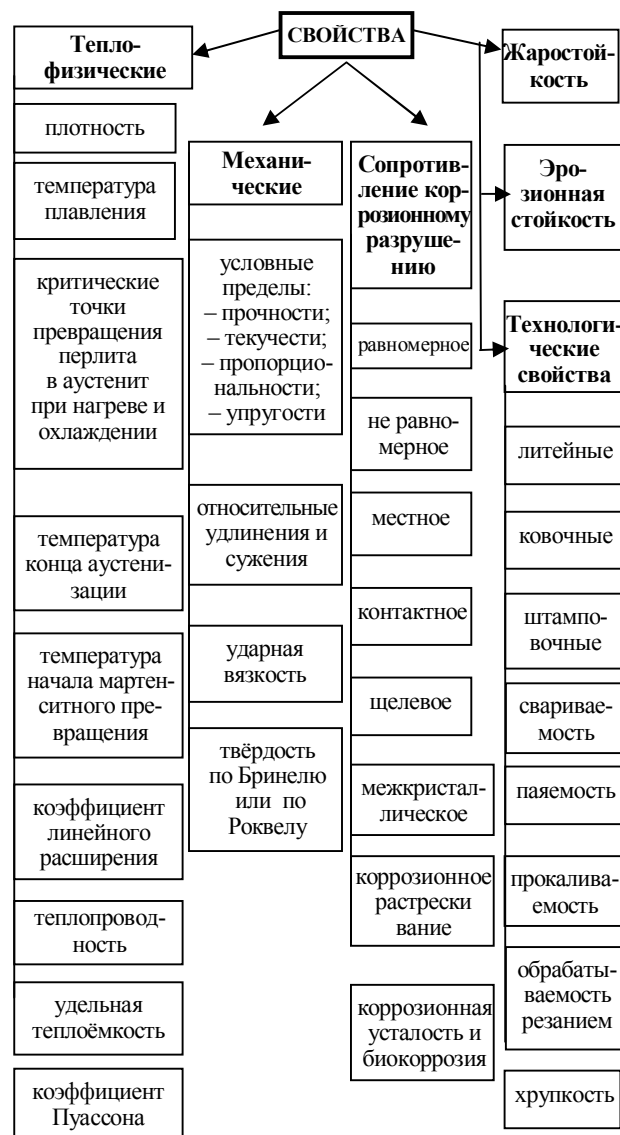 СВОЙСТВА
Тепло-
физические
плотность
температура
плавления
критические
точки
превращения
перлита
в аустенит
при нагреве и
охлаждении
температура
конца аустени-
зации
температура
начала мартен-
ситного пре-
вращения
коэффициент
линейного
расширения
теплопровод-
ность
удельная
теплоёмкость
коэффициент
Пуассона
Механи-
ческие
условные
пределы:
– прочности;
– текучести;
– пропорцио-
нальности;
– упругости
относительные
удлинения и
сужения
ударная
вязкость
твёрдость
по Бринелю
или по
Роквелу
Сопротив-
ление кор-
розионному
разруше-
нию
равномерное
не равно-
мерное
местное
контактное
щелевое
межкристал-
лическое
коррозионное
растрески
вание
коррозионная
усталость и
биокоррозия
Жаростой-
кость
Эро-
зионная
стойкость
Технологи-
ческие
свойства
литейные
ковочные
штампо-
вочные
сваривае-
мость
паяемость
прокалива-
емость
обрабаты-
ваемость
резанием
хрупкость